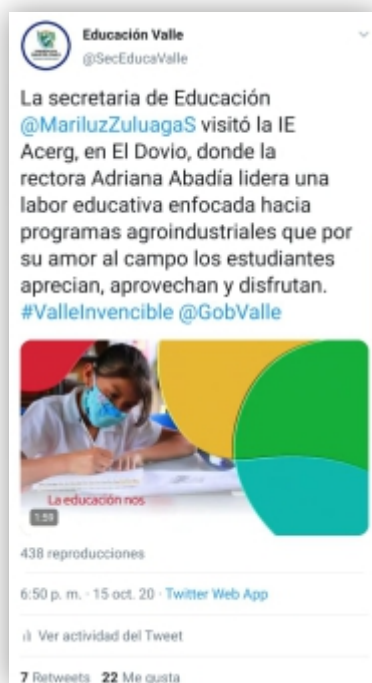 Educación Valle
@SecEducaValle
La secretaria de Educación
@MariluzZuluagaS visitó la IE
Acerg, en El Dovio, donde la
rectora Adriana Abadía lidera una
labor educativa enfocada hacia
programas agroindustriales que por
su amor al campo los estudiantes
aprecian, aprovechan y disfrutan.
#ValleInvencible @GobValle
La educación nos
1:59
438 reproducciones
6:50 p. m. · 15 oct. 20 · Twitter Web App
Ver actividad del Tweet
7 Retweets 22 Me gusta